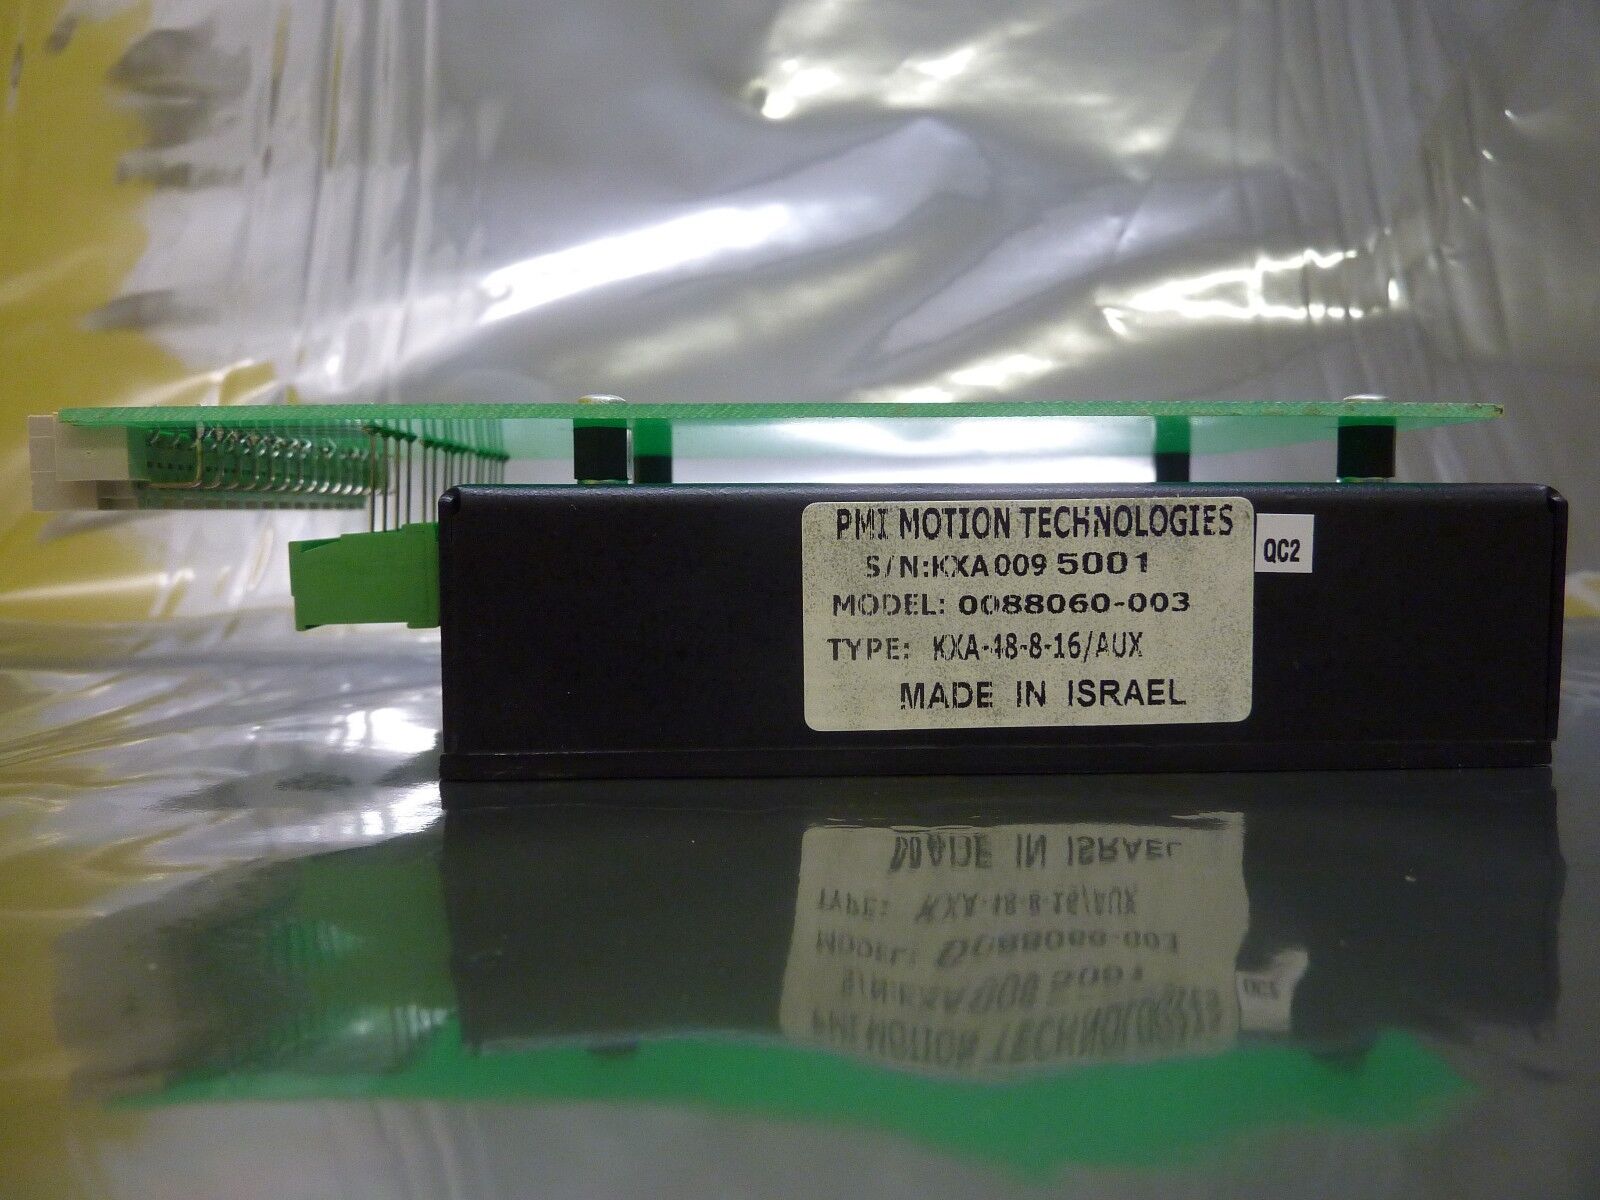 PMI MOTION TECHNOLOGIES
S/N:KXA009 5001
MODEL: 0088060-003
TYPE: KXA-48-8-16/AUX
MADE IN ISRAEL
QC2